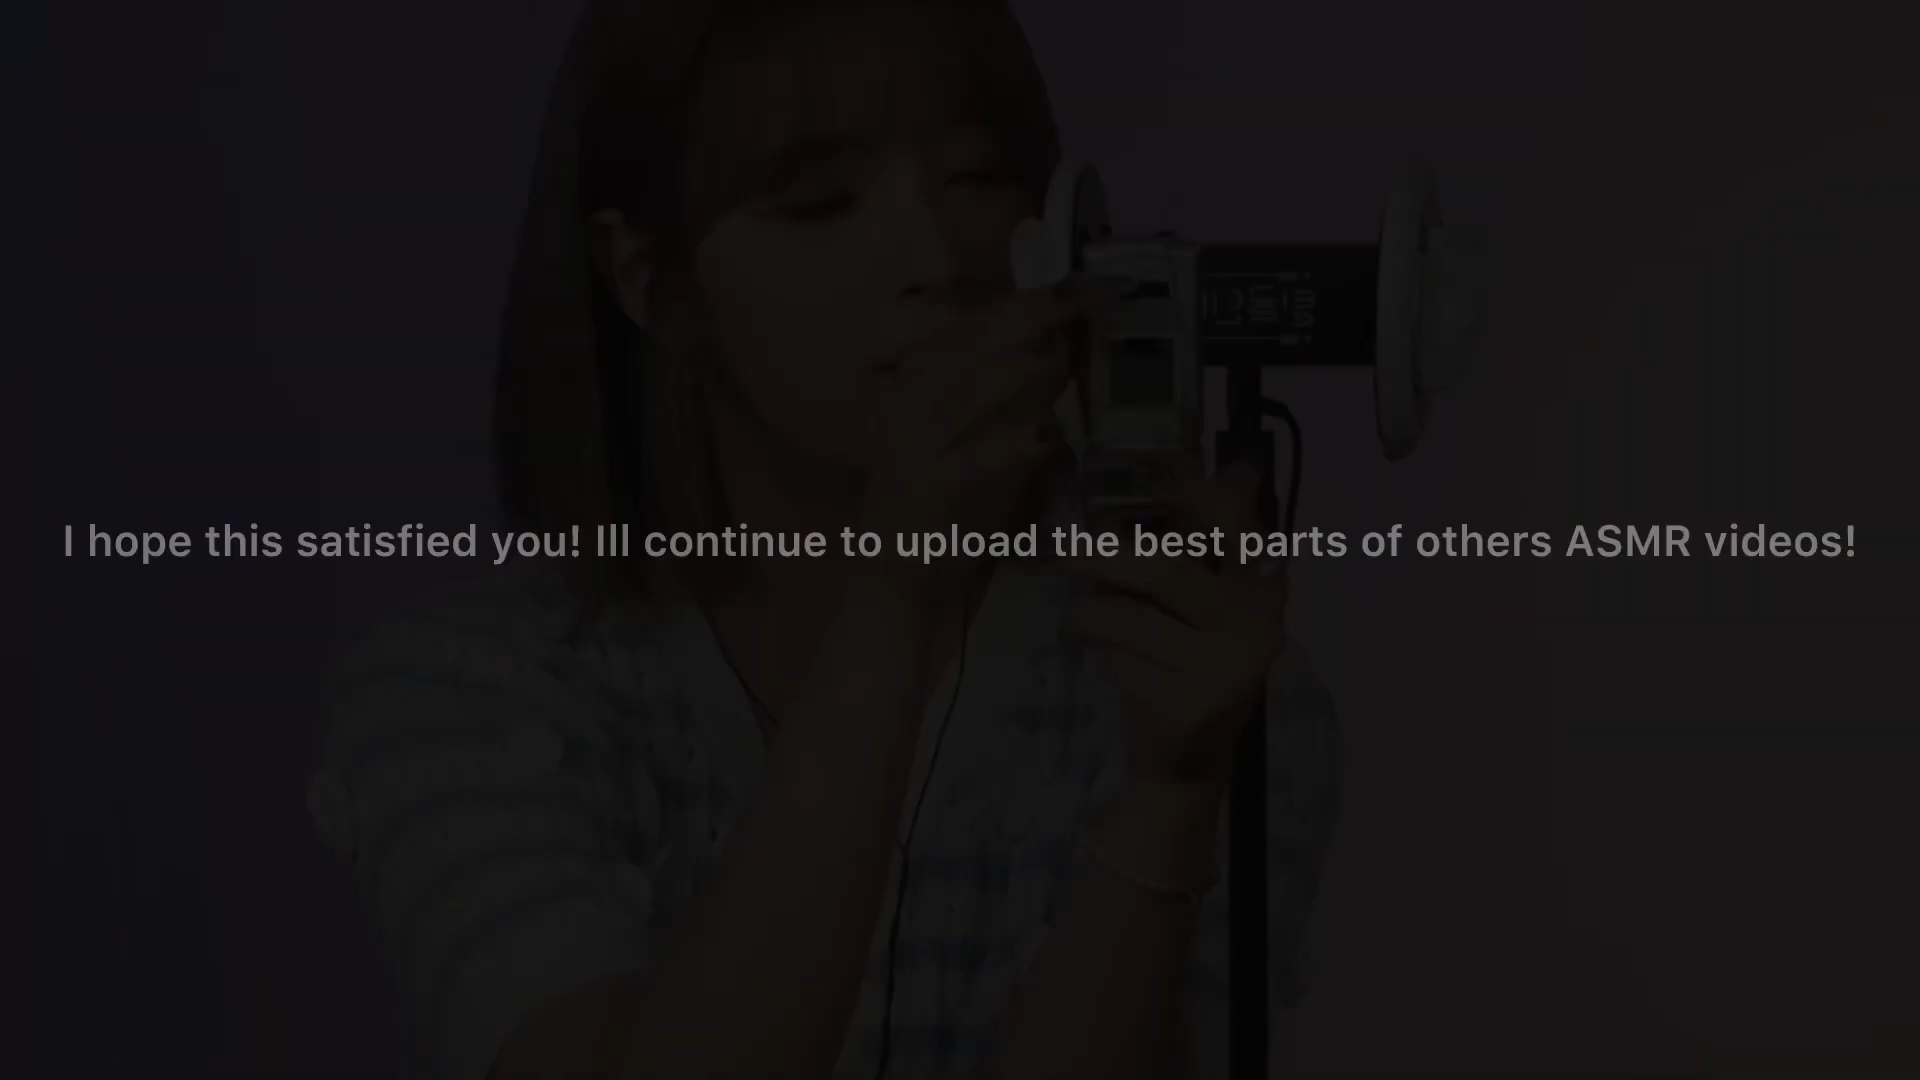 I hope this satisfied you! Ill continue to upload the best parts of others ASMR videos!